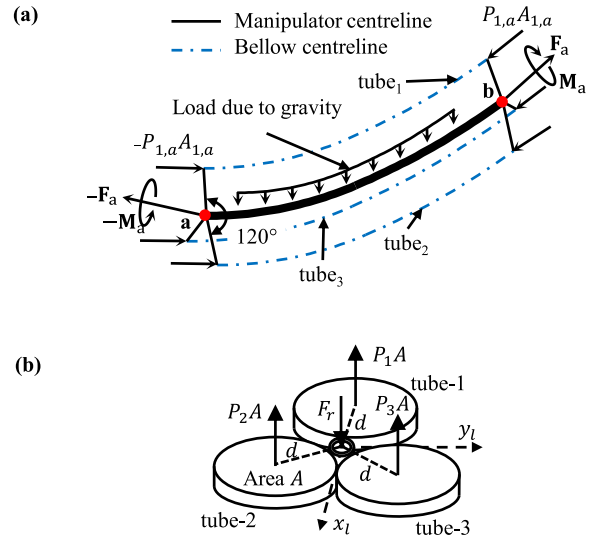 (a)
Manipulator centreline
Bellow centreline
P₁,ₐA₁,ₐ
Fₐ
tube₁
b
Mₐ
Load due to gravity
-P₁,ₐA₁,ₐ
−Fₐ
−Mₐ
a
120°
tube₃
tube₂
(b)
P₁A
tube-1
P₂A
Fᵣ
P₃A
d
yₗ
d
d
Area A
tube-2
xₗ
tube-3